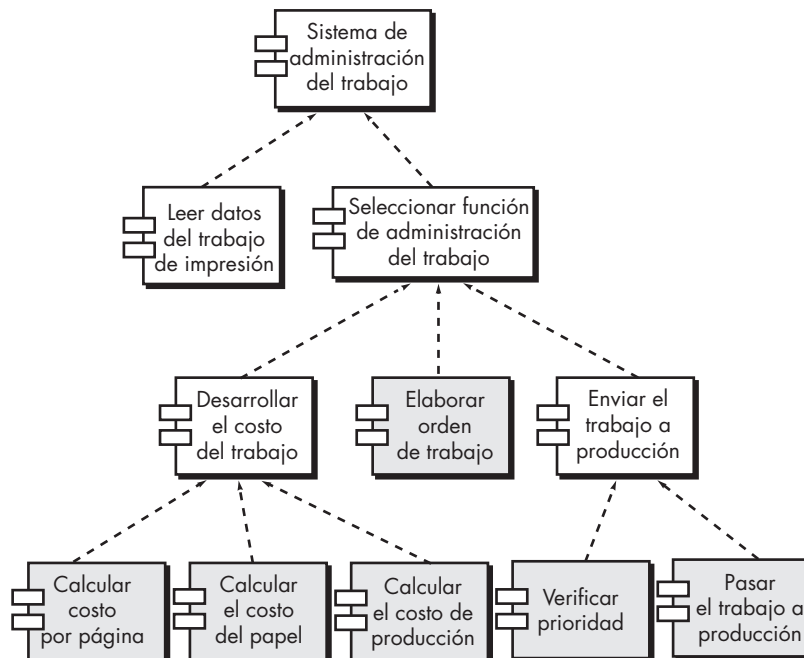 Sistema de
administración
del trabajo
Leer datos
del trabajo
de impresión
Seleccionar función
de administración
del trabajo
Desarrollar
el costo
del trabajo
Elaborar
orden
de trabajo
Enviar el
trabajo a
producción
Calcular
costo
por página
Calcular
el costo
del papel
Calcular
el costo de
producción
Verificar
prioridad
Pasar
el trabajo a
producción